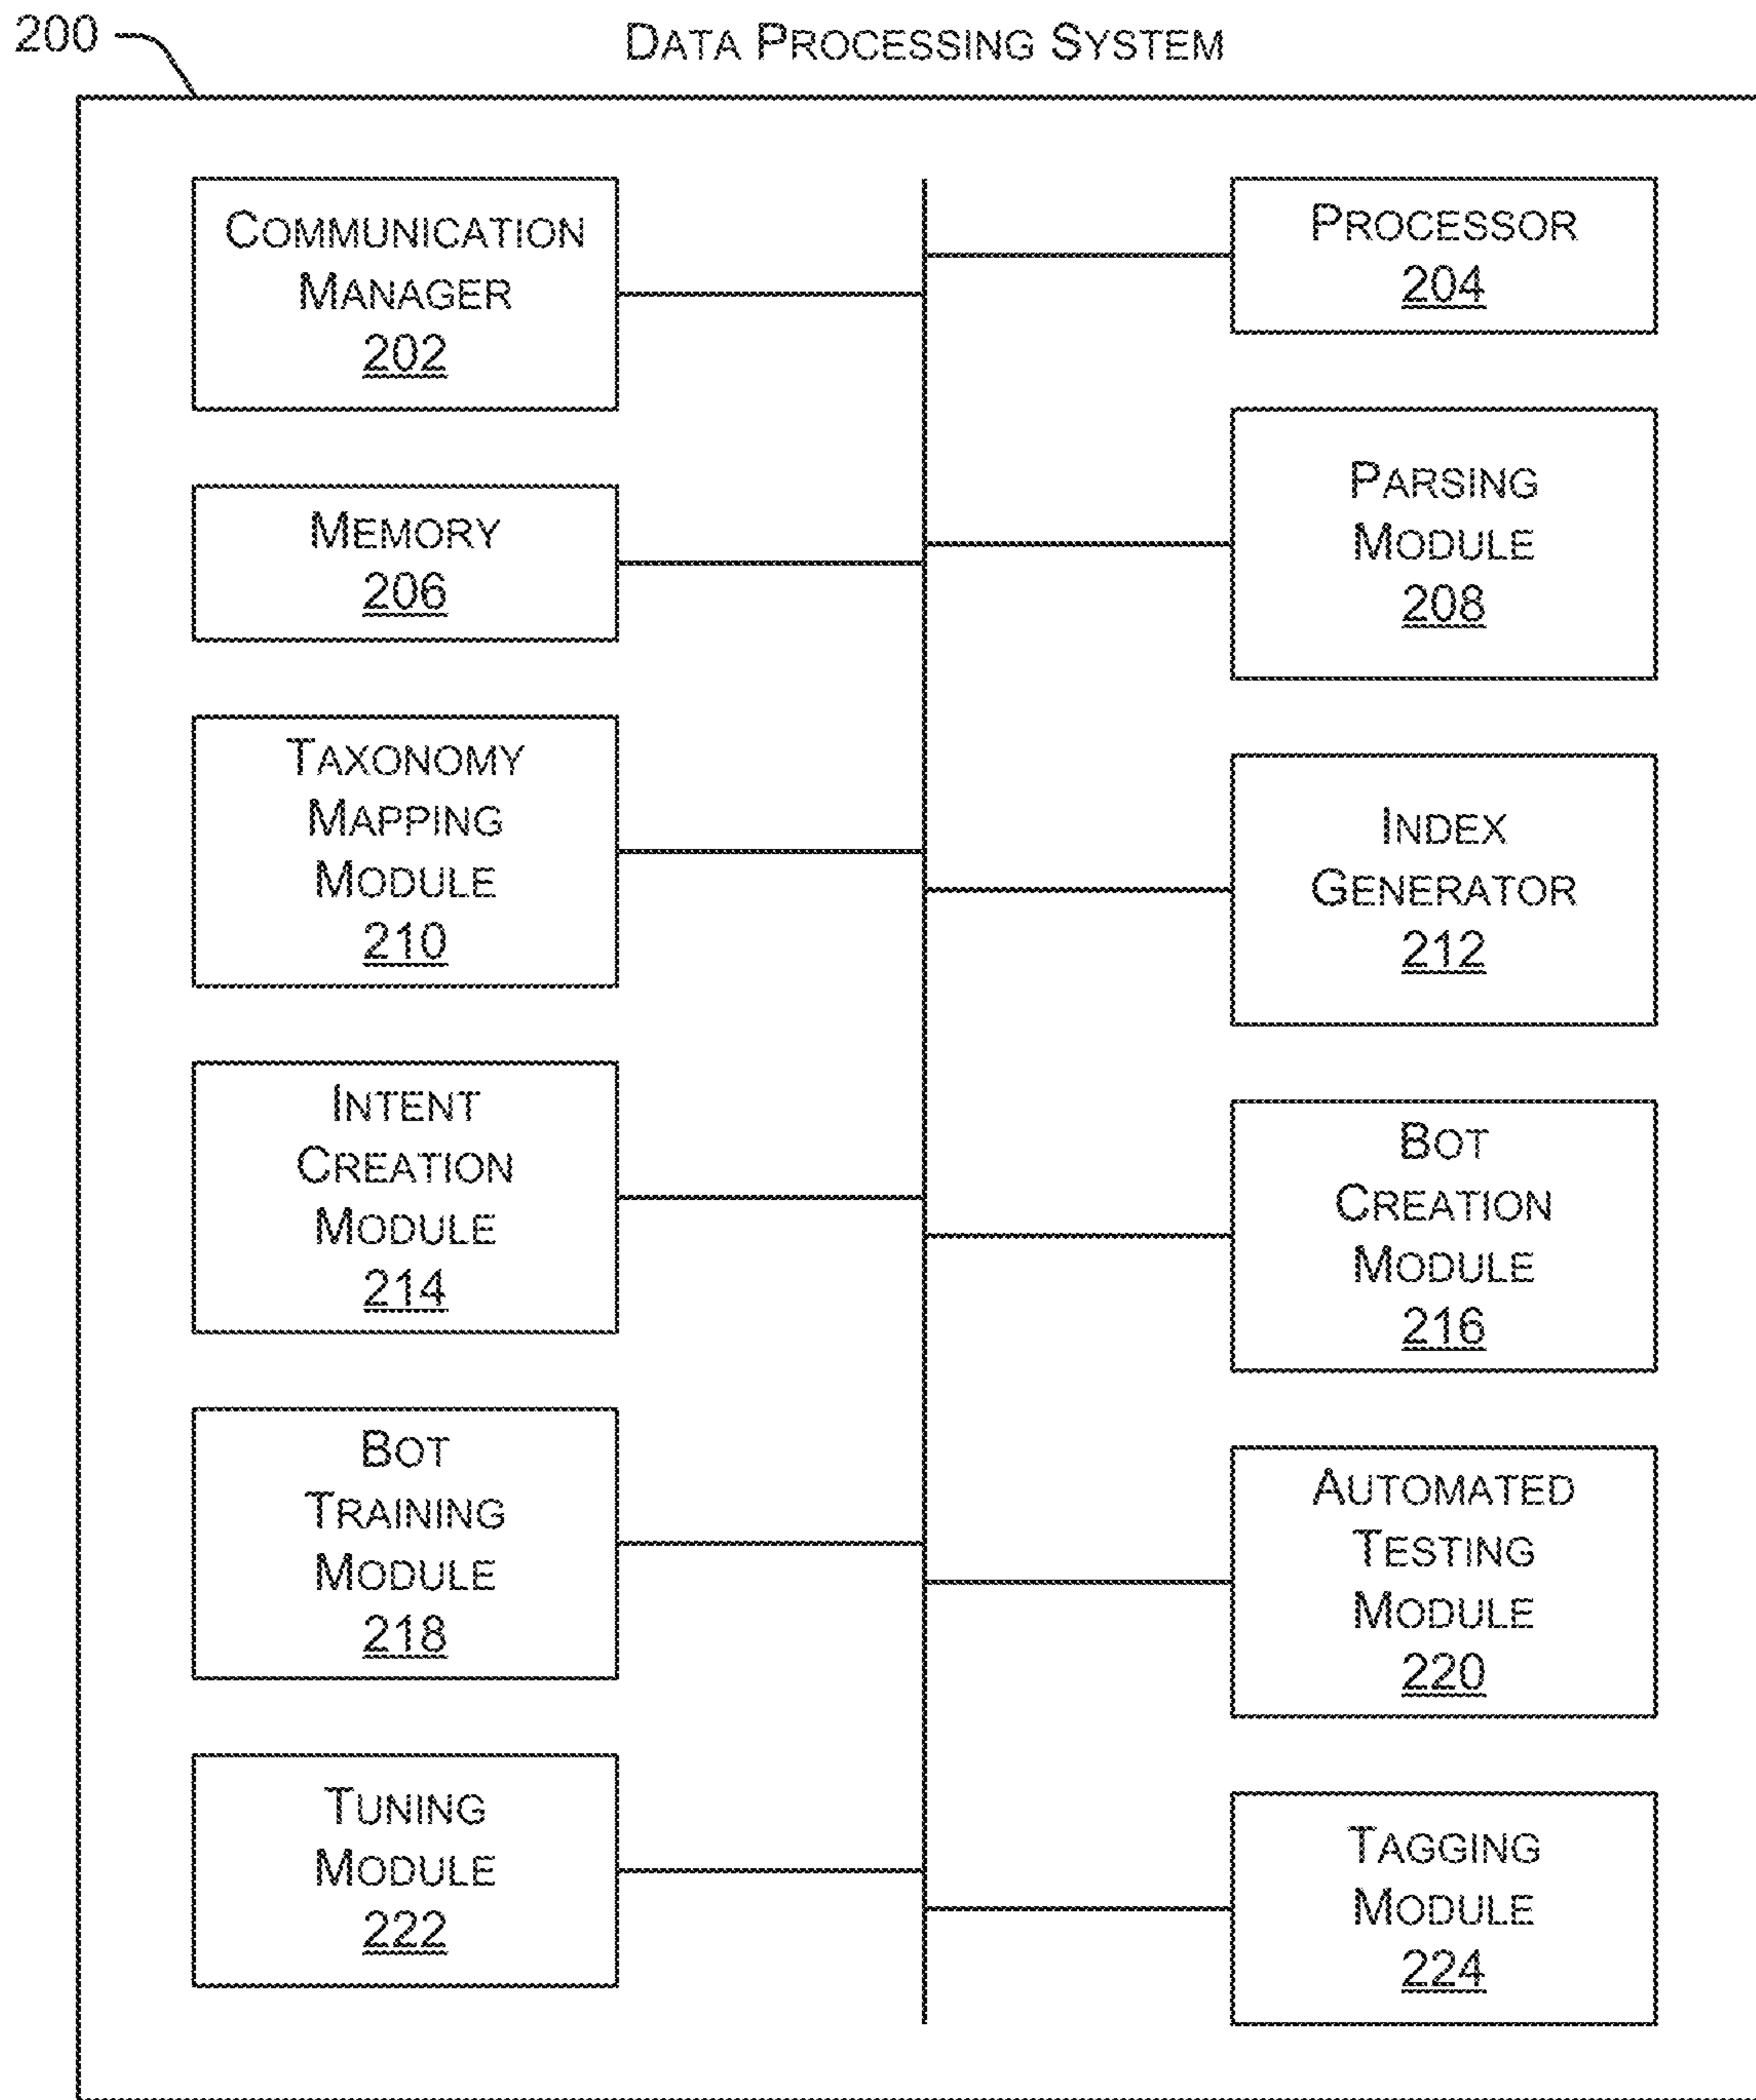 200
DATA PROCESSING SYSTEM
COMMUNICATION
MANAGER
202
PROCESSOR
204
MEMORY
206
PARSING
MODULE
208
TAXONOMY
MAPPING
MODULE
210
INDEX
GENERATOR
212
INTENT
CREATION
MODULE
214
BOT
CREATION
MODULE
216
BOT
TRAINING
MODULE
218
AUTOMATED
TESTING
MODULE
220
TUNING
MODULE
222
TAGGING
MODULE
224